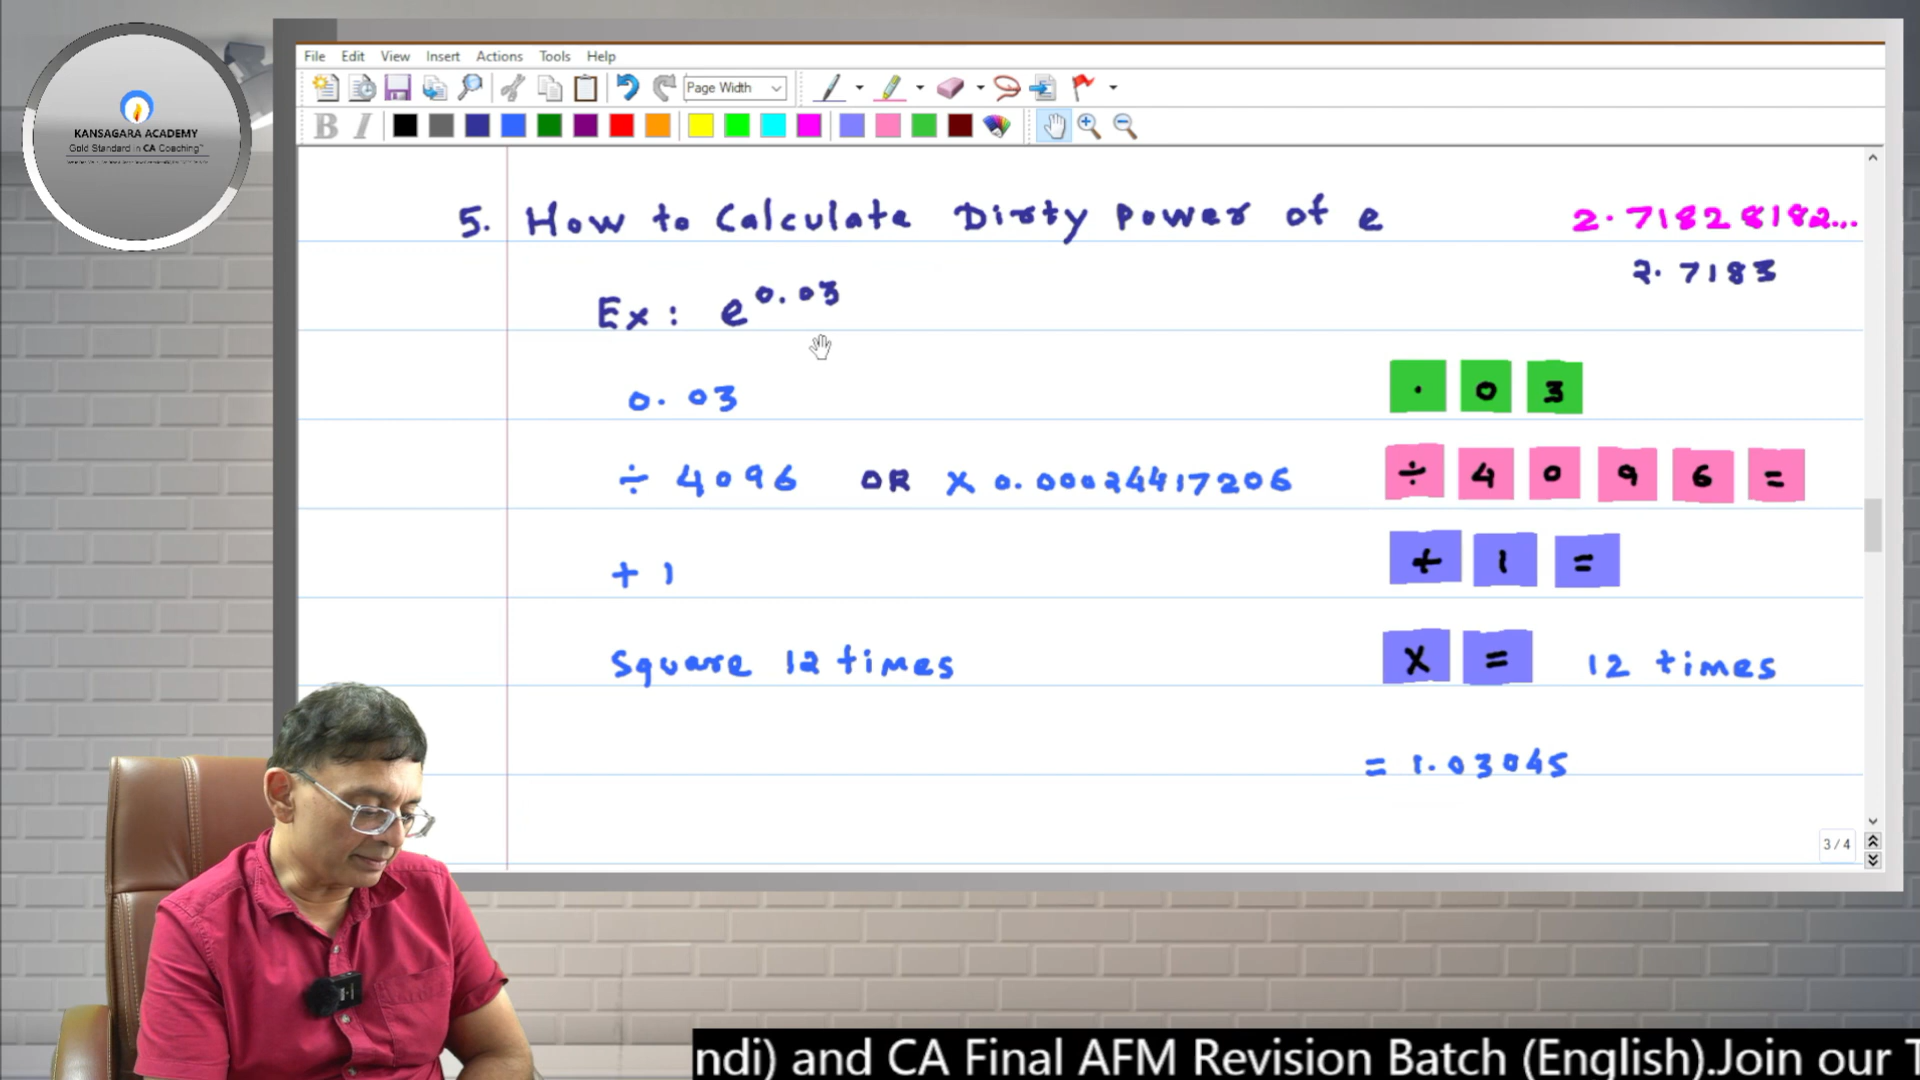 KANSAGARA ACADEMY
Gold Standard in CA Coaching™
File Edit View Insert Actions Tools Help
Page Width
B I
5. How to Calculate Dirty Power of e 2.71828182...
2.7183
Ex: e^0.03
0.03 . 0 3
÷ 4096 OR x 0.00024417206 ÷ 4 0 9 6 =
+ 1 + 1 =
Square 12 times x = 12 times
= 1.03045
3 / 4
ndi) and CA Final AFM Revision Batch (English).Join our T